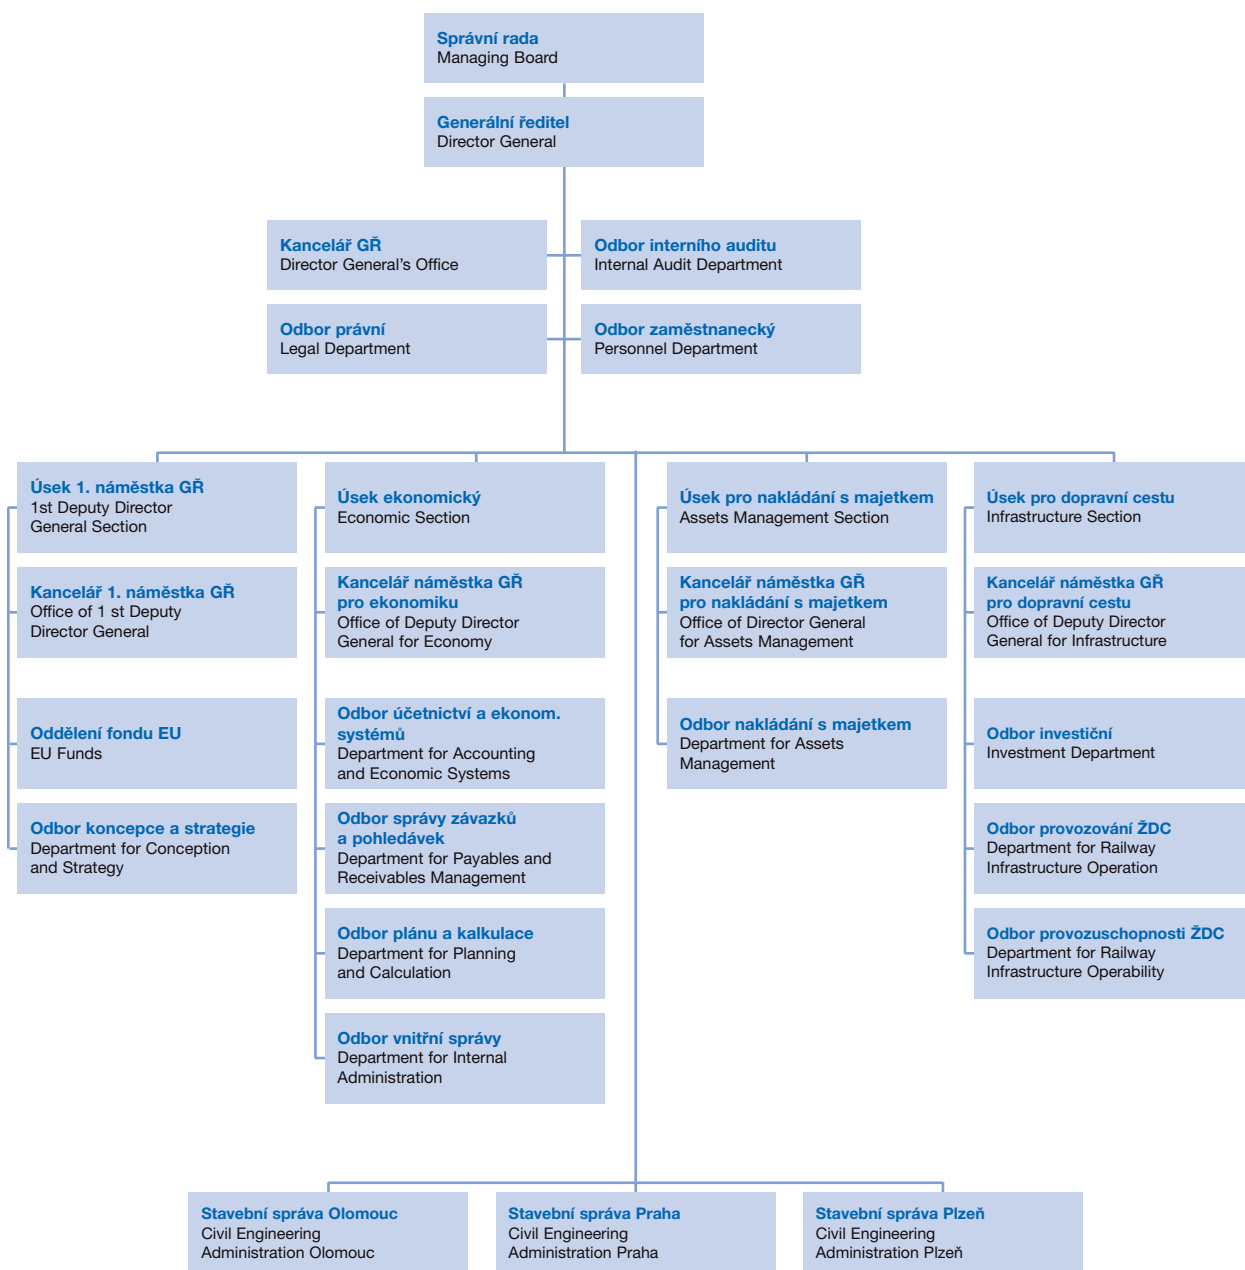 Správní rada
Managing Board
Generální ředitel
Director General
Kancelář GŘ
Director General's Office
Odbor interního auditu
Internal Audit Department
Odbor právní
Legal Department
Odbor zaměstnanecký
Personnel Department
Úsek 1. náměstka GŘ
1st Deputy Director
General Section
Kancelář 1. náměstka GŘ
Office of 1 st Deputy
Director General
Oddělení fondu EU
EU Funds
Odbor koncepce a strategie
Department for Conception
and Strategy
Úsek ekonomický
Economic Section
Kancelář náměstka GŘ
pro ekonomiku
Office of Deputy Director
General for Economy
Odbor účetnictví a ekonom.
systémů
Department for Accounting
and Economic Systems
Odbor správy závazků
a pohledávek
Department for Payables and
Receivables Management
Odbor plánu a kalkulace
Department for Planning
and Calculation
Odbor vnitřní správy
Department for Internal
Administration
Úsek pro nakládání s majetkem
Assets Management Section
Kancelář náměstka GŘ
pro nakládání s majetkem
Office of Director General
for Assets Management
Odbor nakládání s majetkem
Department for Assets
Management
Úsek pro dopravní cestu
Infrastructure Section
Kancelář náměstka GŘ
pro dopravní cestu
Office of Deputy Director
General for Infrastructure
Odbor investiční
Investment Department
Odbor provozování ŽDC
Department for Railway
Infrastructure Operation
Odbor provozuschopnosti ŽDC
Department for Railway
Infrastructure Operability
Stavební správa Olomouc
Civil Engineering
Administration Olomouc
Stavební správa Praha
Civil Engineering
Administration Praha
Stavební správa Plzeň
Civil Engineering
Administration Plzeň